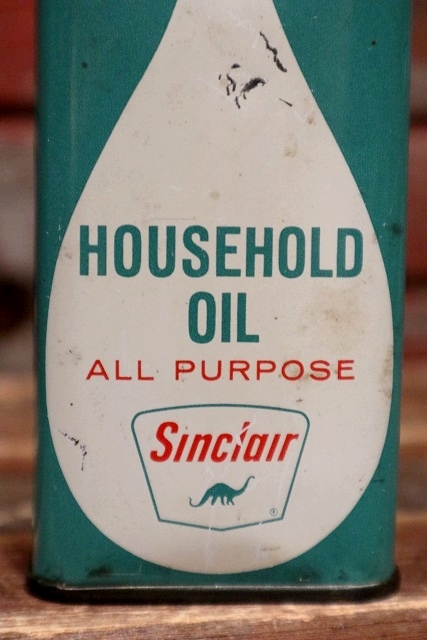 HOUSEHOLD
OIL
ALL PURPOSE
Sinclair
®